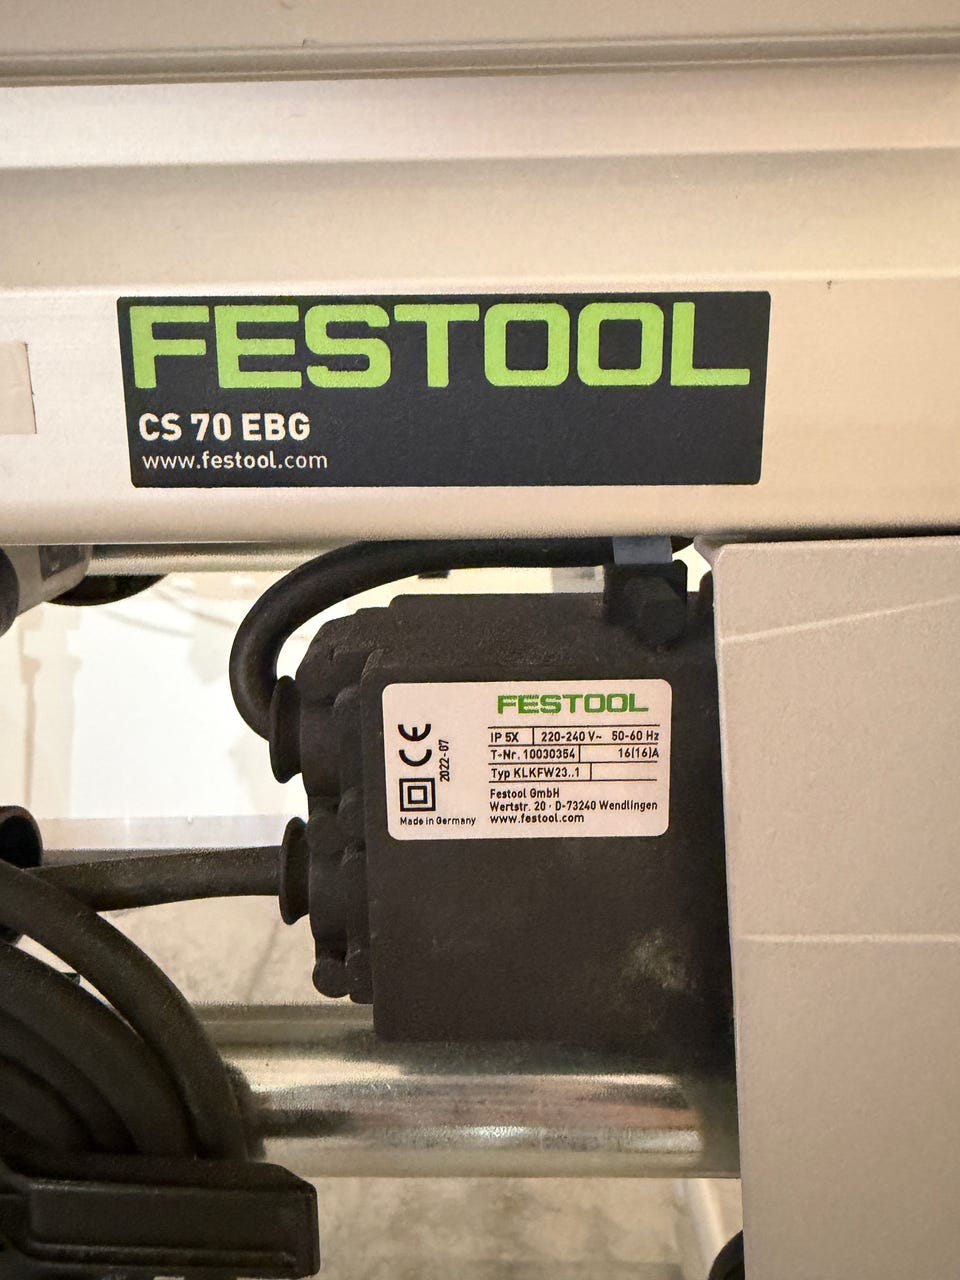 FESTOOL
CS 70 EBG
www.festool.com
FESTOOL
CE
2022-07
IP 5X 220-240 V~ 50-60 Hz
T-Nr. 10030354 16(16)A
Typ KLKFW23..1
Festool GmbH
Wertstr. 20 · D-73240 Wendlingen
www.festool.com
Made in Germany